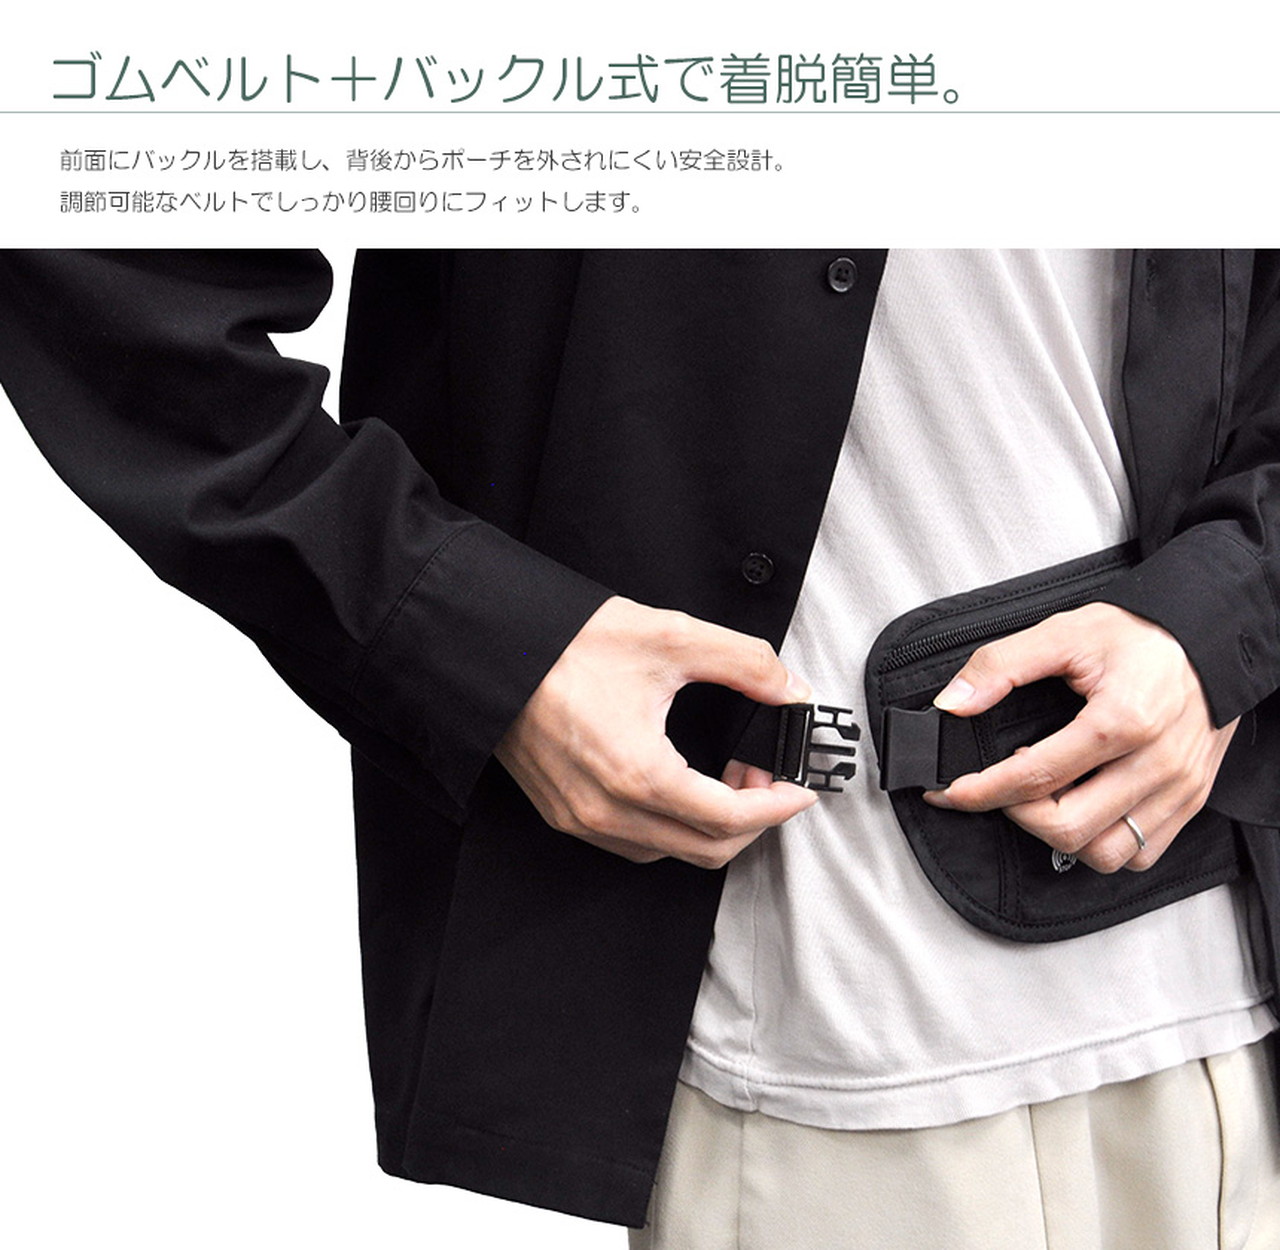 ゴムベルト＋バックル式で着脱簡単。
前面にバックルを搭載し、背後からポーチを外されにくい安全設計。
調節可能なベルトでしっかり腰回りにフィットします。